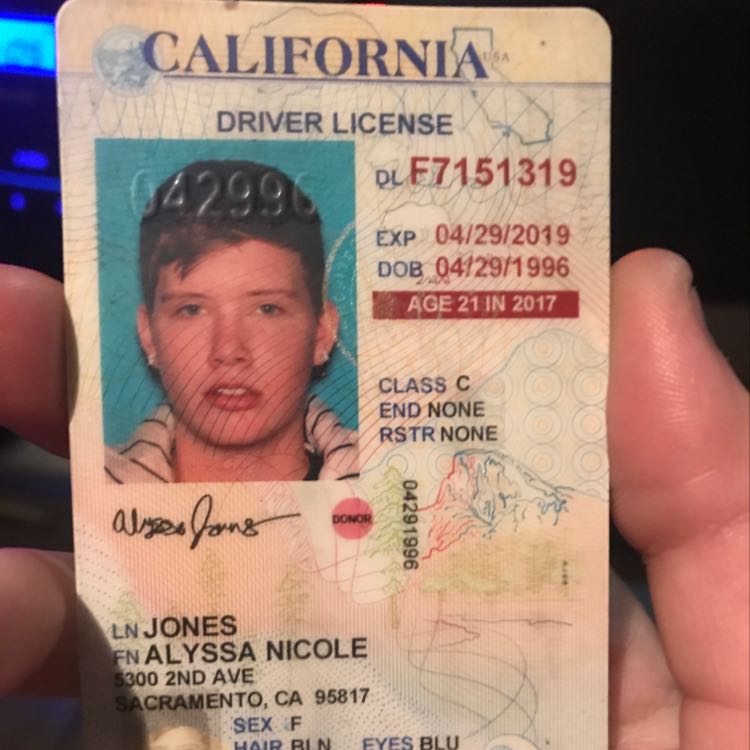 CALIFORNIA USA
DRIVER LICENSE
042996
DL F7151319
EXP 04/29/2019
DOB 04/29/1996
AGE 21 IN 2017
CLASS C
END NONE
RSTR NONE
Alyssa Jones
DONOR
04291996
LN JONES
FN ALYSSA NICOLE
5300 2ND AVE
SACRAMENTO, CA 95817
SEX F
HAIR BLN EYES BLU